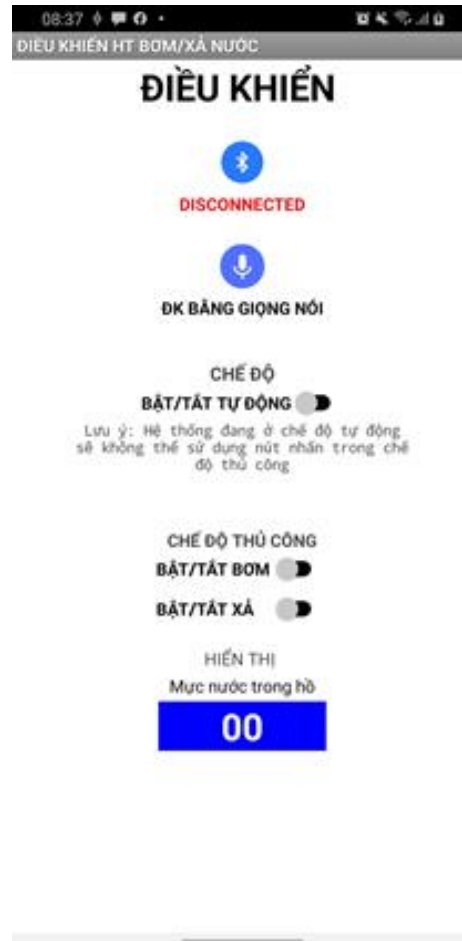 08:37
ĐIỀU KHIỂN HT BƠM/XẢ NƯỚC
ĐIỀU KHIỂN
DISCONNECTED
ĐK BẰNG GIỌNG NÓI
CHẾ ĐỘ
BẬT/TẮT TỰ ĐỘNG
Lưu ý: Hệ thống đang ở chế độ tự động
sẽ không thể sử dụng nút nhấn trong chế
độ thủ công
CHẾ ĐỘ THỦ CÔNG
BẬT/TẮT BƠM
BẬT/TẮT XẢ
HIỂN THỊ
Mực nước trong hồ
00